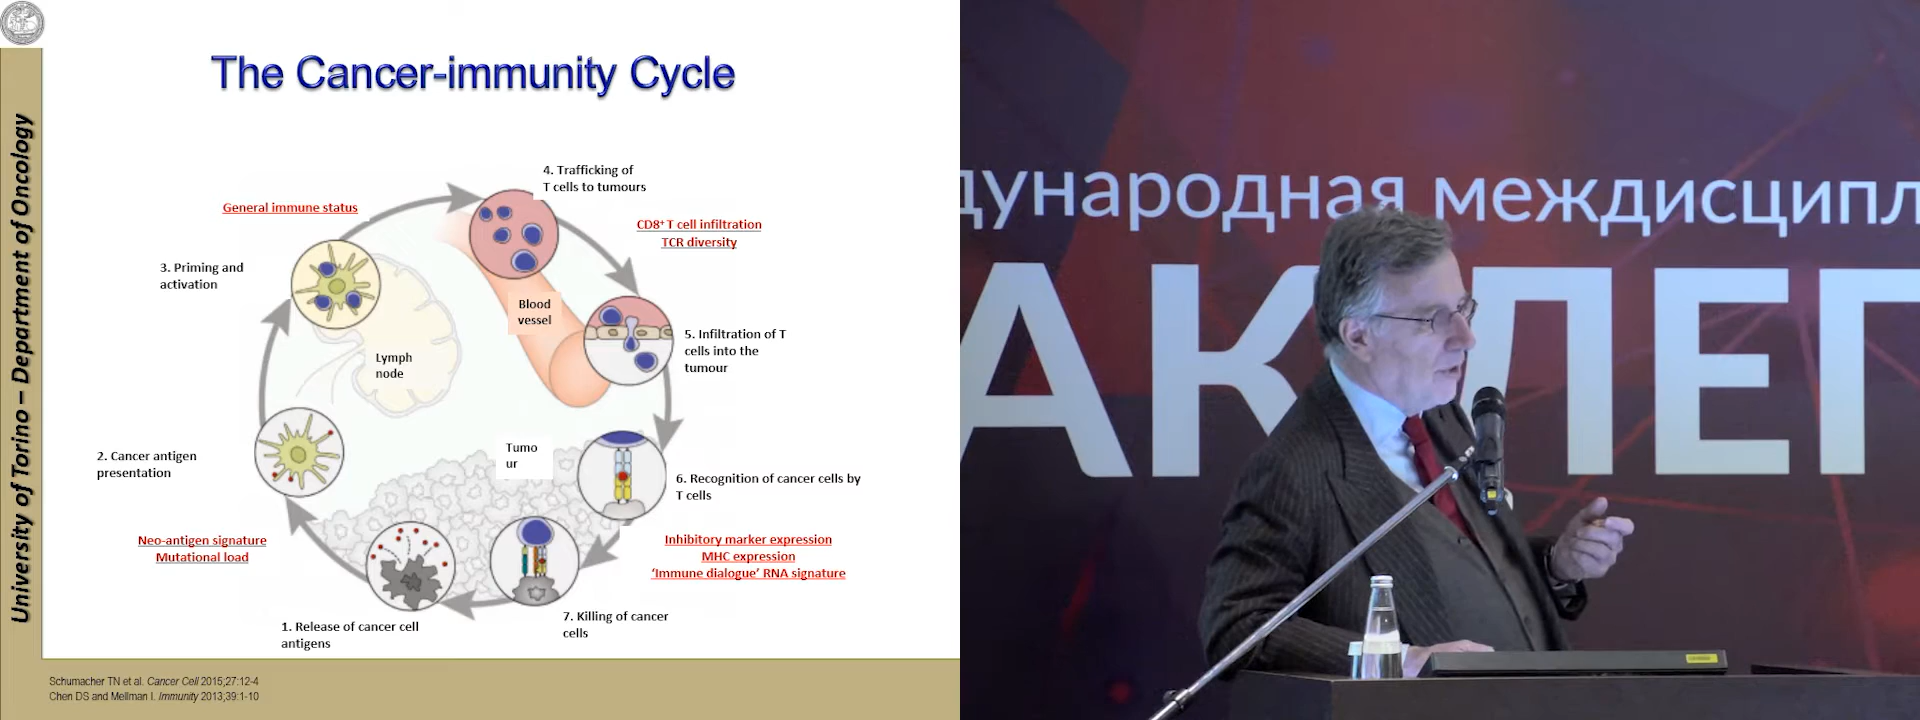 The Cancer-immunity Cycle
University of Torino – Department of Oncology
4. Trafficking of
T cells to tumours
General immune status
CD8+ T cell infiltration
TCR diversity
3. Priming and
activation
Blood
vessel
5. Infiltration of T
cells into the
tumour
Lymph
node
Tumo
ur
2. Cancer antigen
presentation
6. Recognition of cancer cells by
T cells
Neo-antigen signature
Mutational load
Inhibitory marker expression
MHC expression
‘Immune dialogue’ RNA signature
7. Killing of cancer
cells
1. Release of cancer cell
antigens
Schumacher TN et al. Cancer Cell 2015;27:12-4
Chen DS and Mellman I. Immunity 2013;39:1-10
дународная междисципл
АК ЛЕГ